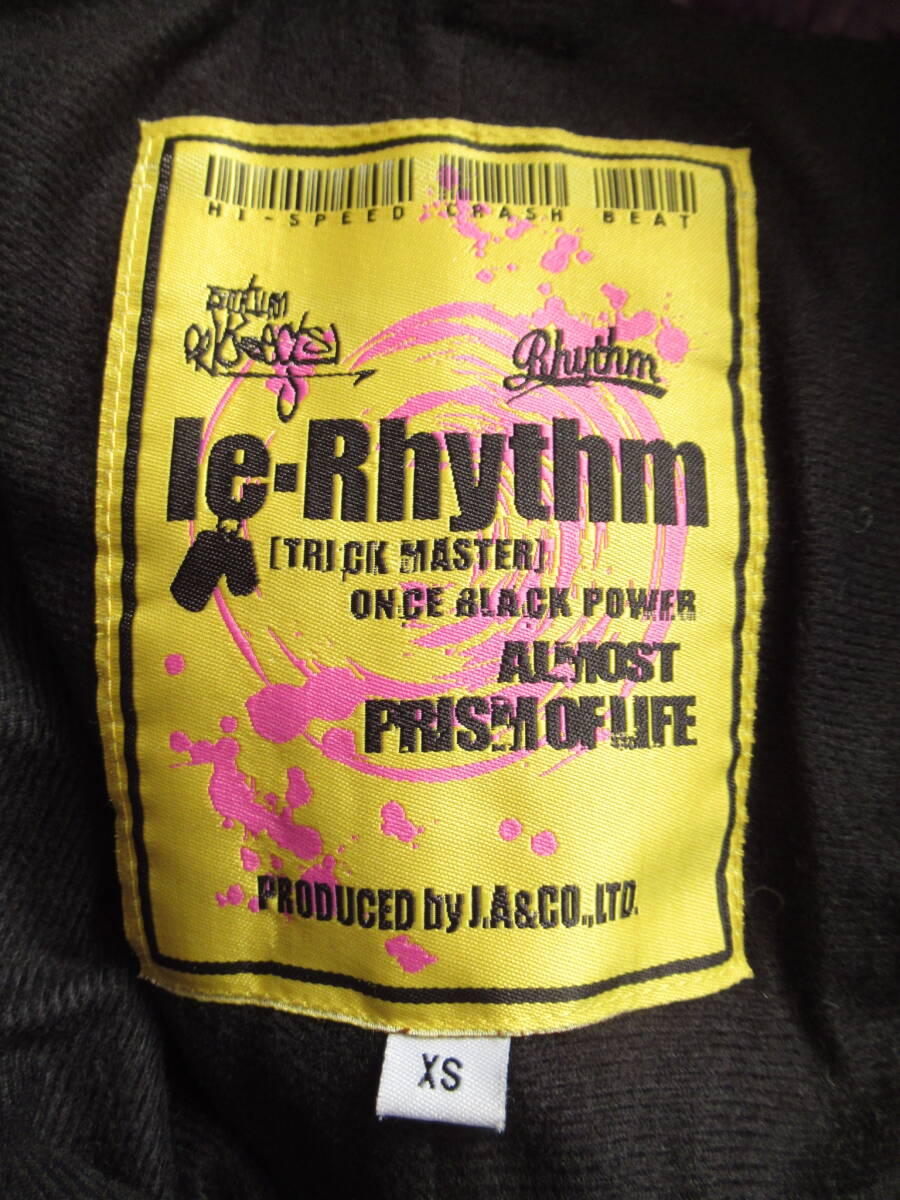 HI-SPEED CRASH BEAT
Rhythm
le-Rhythm
[TRICK MASTER]
ONCE BLACK POWER
ALMOST
PRISM OF LIFE
PRODUCED by J.A&CO.,LTD.
XS